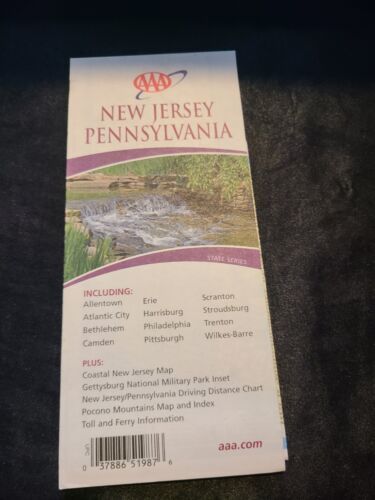 AAA
NEW JERSEY
PENNSYLVANIA
STATE SERIES
INCLUDING:
Allentown
Atlantic City
Bethlehem
Camden
Erie
Harrisburg
Philadelphia
Pittsburgh
Scranton
Stroudsburg
Trenton
Wilkes-Barre
PLUS:
Coastal New Jersey Map
Gettysburg National Military Park Inset
New Jersey/Pennsylvania Driving Distance Chart
Pocono Mountains Map and Index
Toll and Ferry Information
UPC
0 37886 51987 6
aaa.com